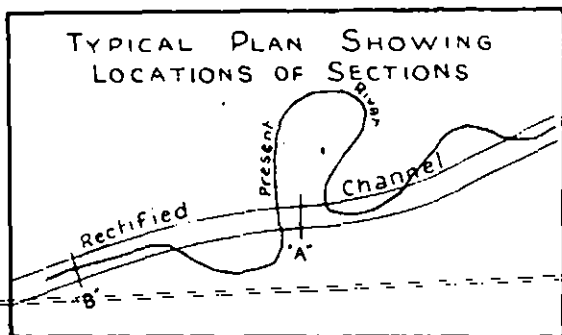 TYPICAL PLAN SHOWING
LOCATIONS OF SECTIONS
Present River
Rectified Channel
"A"
"B"